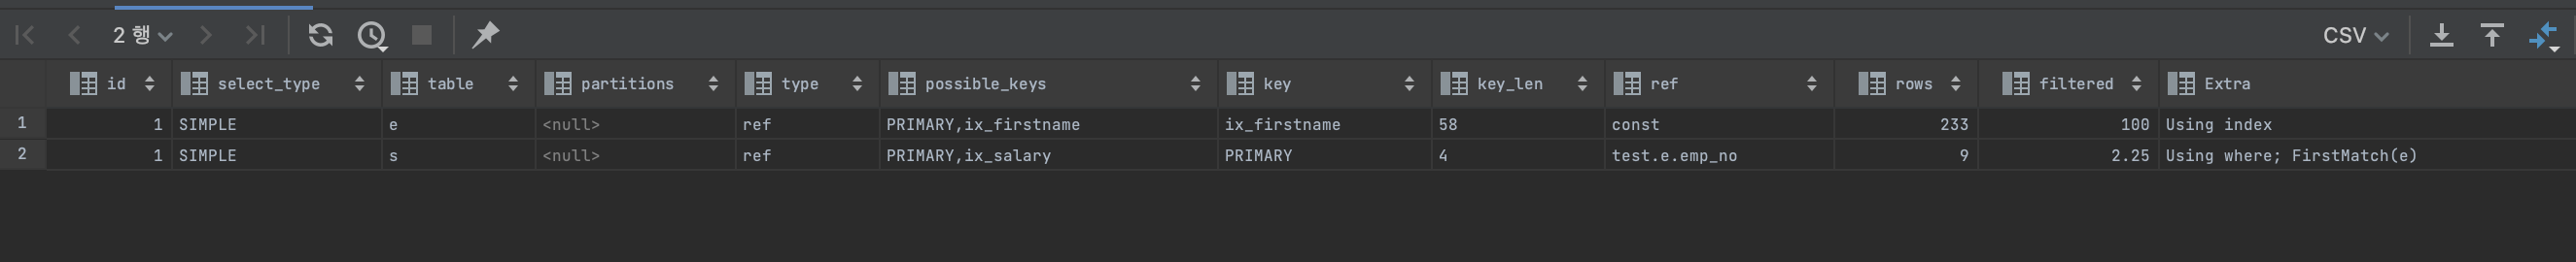 2 행 CSV
id select_type table partitions type possible_keys key key_len ref rows filtered Extra
1 1 SIMPLE e <null> ref PRIMARY,ix_firstname ix_firstname 58 const 233 100 Using index
2 1 SIMPLE s <null> ref PRIMARY,ix_salary PRIMARY 4 test.e.emp_no 9 2.25 Using where; FirstMatch(e)